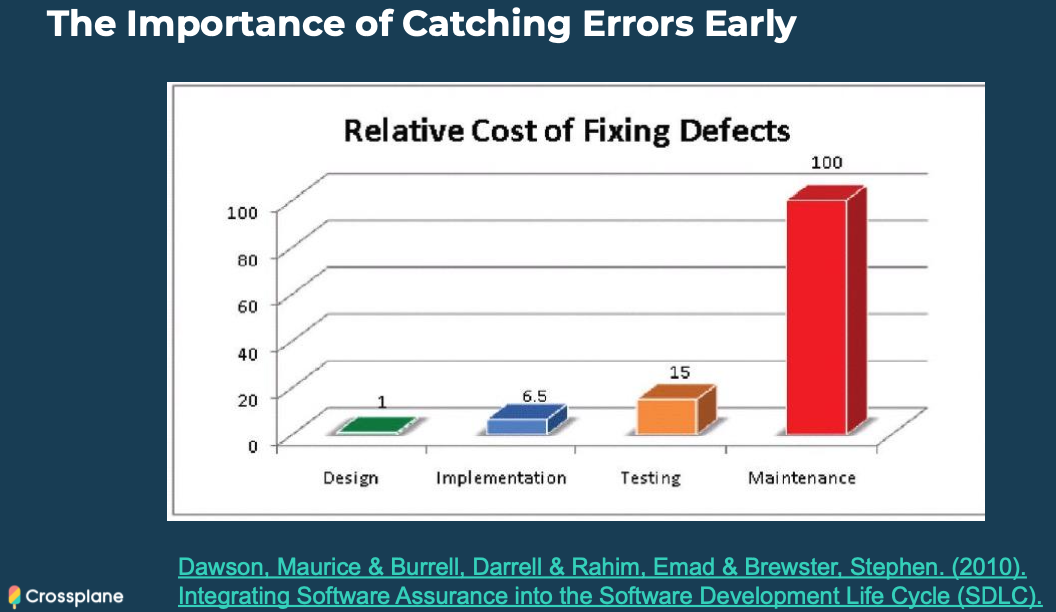 The Importance of Catching Errors Early
Relative Cost of Fixing Defects
100
100
80
60
40
20
0
1
6.5
15
Design Implementation Testing Maintenance
Dawson, Maurice & Burrell, Darrell & Rahim, Emad & Brewster, Stephen. (2010).
Integrating Software Assurance into the Software Development Life Cycle (SDLC).
Crossplane